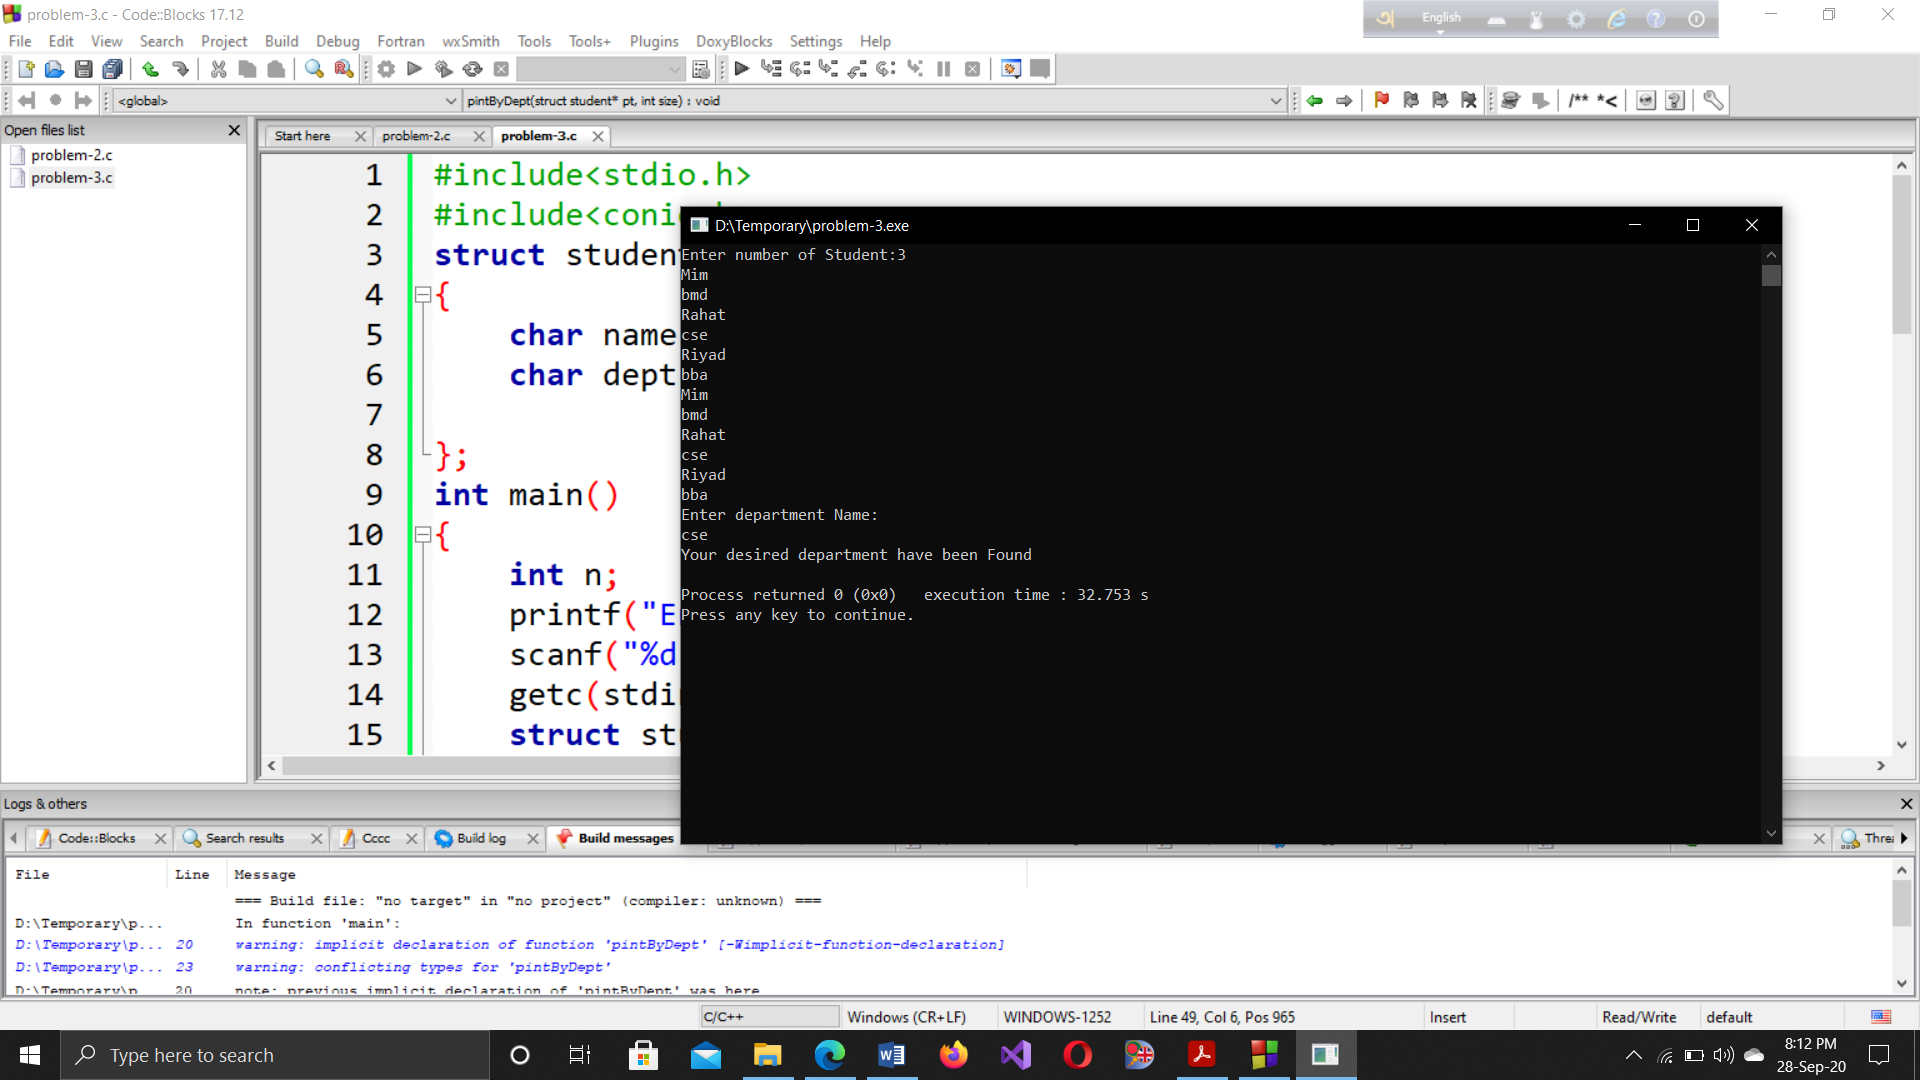 problem-3.c - Code::Blocks 17.12
English
File Edit View Search Project Build Debug Fortran wxSmith Tools Tools+ Plugins DoxyBlocks Settings Help
<global> pintByDept(struct student* pt, int size) : void /** *<
Open files list
problem-2.c
problem-3.c
Start here problem-2.c problem-3.c
1 #include<stdio.h>
2 #include<coni
3 struct studen
4 {
5 char name
6 char dept
7
8 };
9 int main()
10 {
11 int n;
12 printf("E
13 scanf("%d
14 getc(stdi
15 struct st
D:\Temporary\problem-3.exe
Enter number of Student:3
Mim
bmd
Rahat
cse
Riyad
bba
Mim
bmd
Rahat
cse
Riyad
bba
Enter department Name:
cse
Your desired department have been Found
Process returned 0 (0x0) execution time : 32.753 s
Press any key to continue.
Logs & others
Code::Blocks Search results Cccc Build log Build messages Threa
File Line Message
=== Build file: "no target" in "no project" (compiler: unknown) ===
D:\Temporary\p... In function 'main':
D:\Temporary\p... 20 warning: implicit declaration of function 'pintByDept' [-Wimplicit-function-declaration]
D:\Temporary\p... 23 warning: conflicting types for 'pintByDept'
D:\Temporary\p 20 note: previous implicit declaration of 'pintByDept' was here
C/C++ Windows (CR+LF) WINDOWS-1252 Line 49, Col 6, Pos 965 Insert Read/Write default
Type here to search
8:12 PM
28-Sep-20